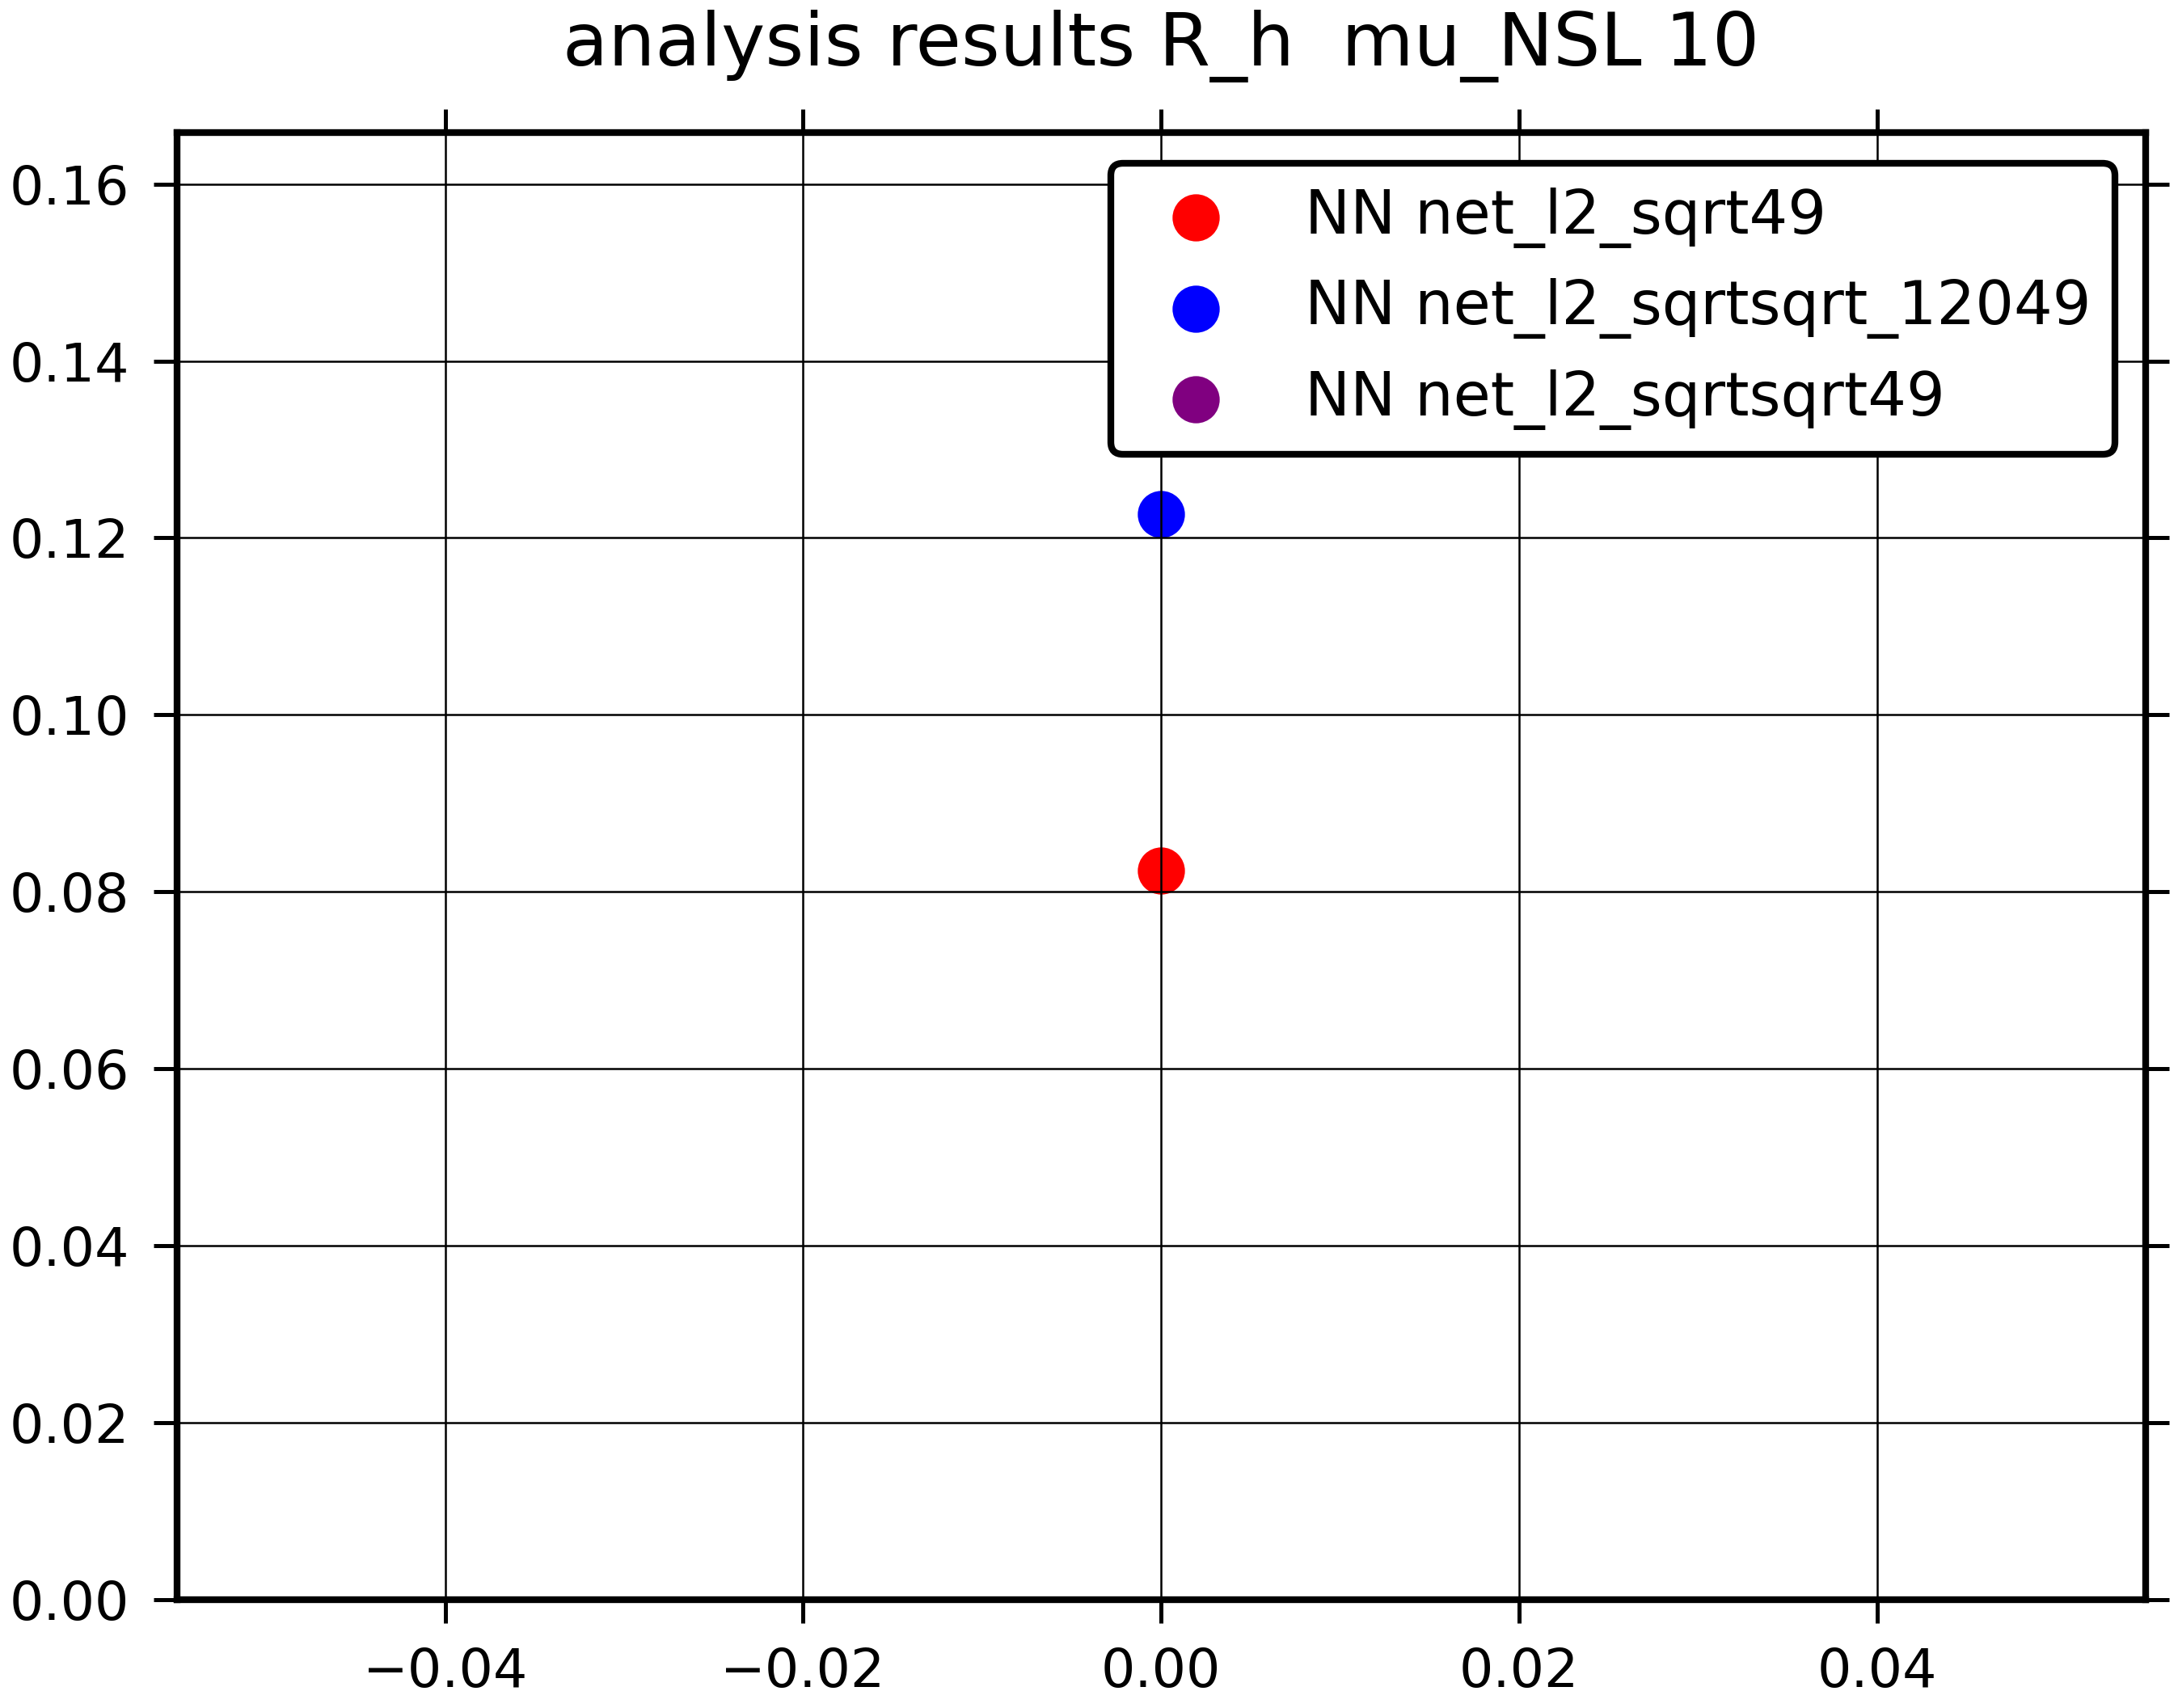 analysis results R_h  mu_NSL 10
0.16
0.14
0.12
0.10
0.08
0.06
0.04
0.02
0.00
NN net_l2_sqrt49
NN net_l2_sqrtsqrt_12049
NN net_l2_sqrtsqrt49
−0.04 −0.02 0.00 0.02 0.04